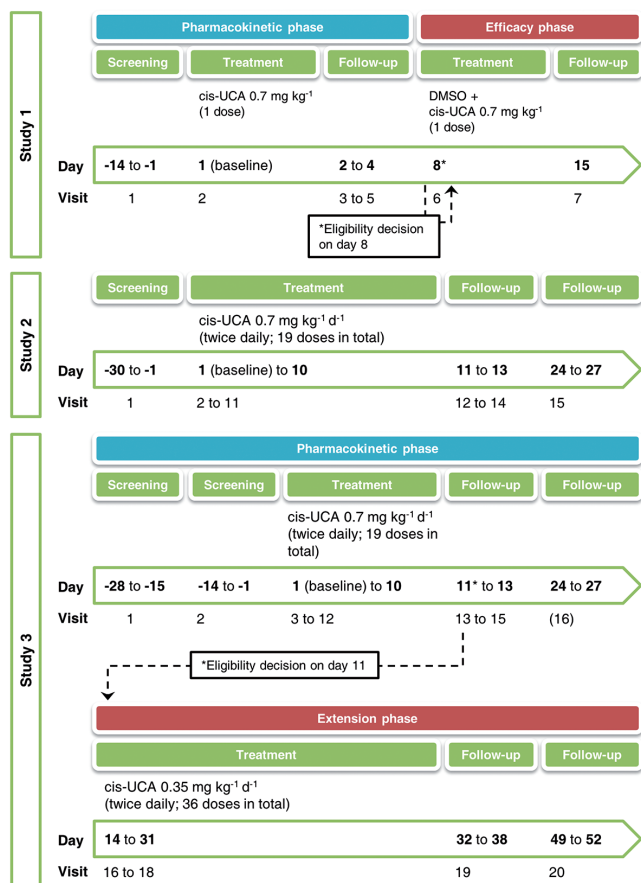 Study 1
Pharmacokinetic phase Efficacy phase
Screening Treatment Follow-up Treatment Follow-up
cis-UCA 0.7 mg kg⁻¹ DMSO +
(1 dose) cis-UCA 0.7 mg kg⁻¹
(1 dose)
Day -14 to -1 1 (baseline) 2 to 4 8* 15
Visit 1 2 3 to 5 6 7
*Eligibility decision
on day 8
Study 2
Screening Treatment Follow-up Follow-up
cis-UCA 0.7 mg kg⁻¹ d⁻¹
(twice daily; 19 doses in total)
Day -30 to -1 1 (baseline) to 10 11 to 13 24 to 27
Visit 1 2 to 11 12 to 14 15
Study 3
Pharmacokinetic phase
Screening Screening Treatment Follow-up Follow-up
cis-UCA 0.7 mg kg⁻¹ d⁻¹
(twice daily; 19 doses in
total)
Day -28 to -15 -14 to -1 1 (baseline) to 10 11* to 13 24 to 27
Visit 1 2 3 to 12 13 to 15 (16)
*Eligibility decision on day 11
Extension phase
Treatment Follow-up Follow-up
cis-UCA 0.35 mg kg⁻¹ d⁻¹
(twice daily; 36 doses in total)
Day 14 to 31 32 to 38 49 to 52
Visit 16 to 18 19 20